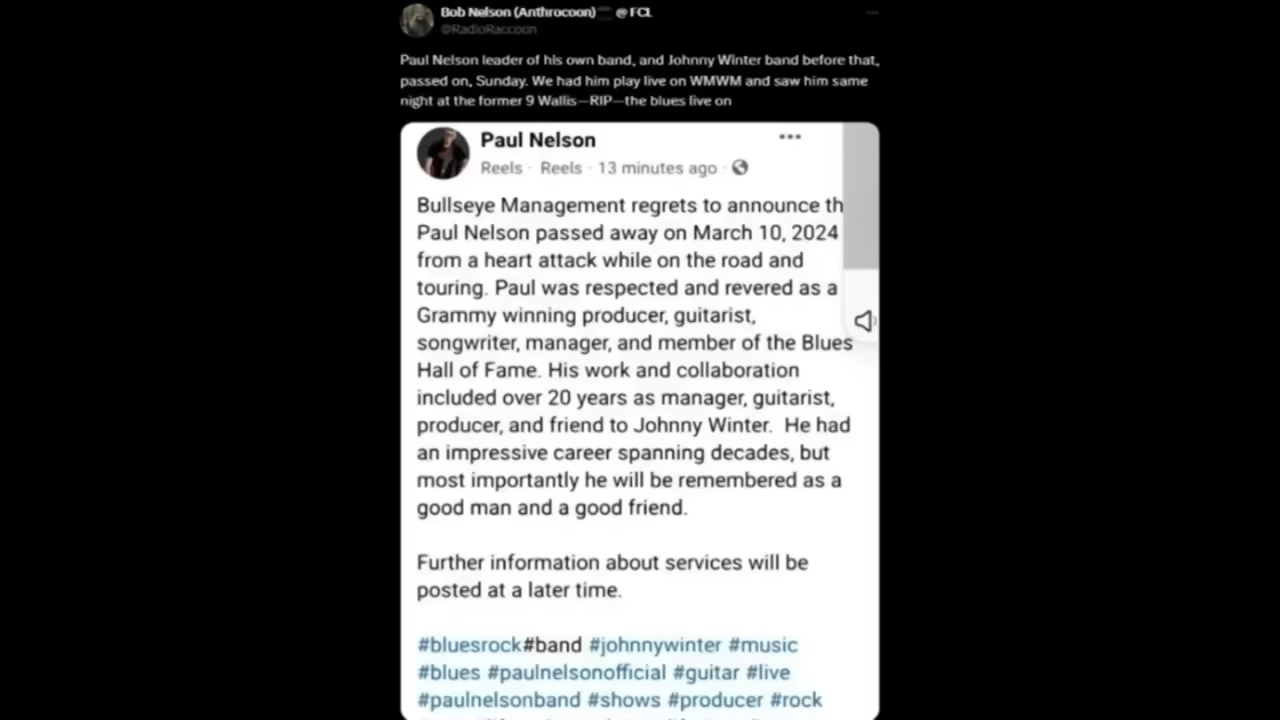 Bob Nelson (Anthrocoon) @ FCL
@RadioRaccoon
Paul Nelson leader of his own band, and Johnny Winter band before that,
passed on, Sunday. We had him play live on WMWM and saw him same
night at the former 9 Wallis—RIP—the blues live on
Paul Nelson
Reels · Reels · 13 minutes ago ·
Bullseye Management regrets to announce th
Paul Nelson passed away on March 10, 2024
from a heart attack while on the road and
touring. Paul was respected and revered as a
Grammy winning producer, guitarist,
songwriter, manager, and member of the Blues
Hall of Fame. His work and collaboration
included over 20 years as manager, guitarist,
producer, and friend to Johnny Winter.  He had
an impressive career spanning decades, but
most importantly he will be remembered as a
good man and a good friend.
Further information about services will be
posted at a later time.
#bluesrock#band #johnnywinter #music
#blues #paulnelsonofficial #guitar #live
#paulnelsonband #shows #producer #rock